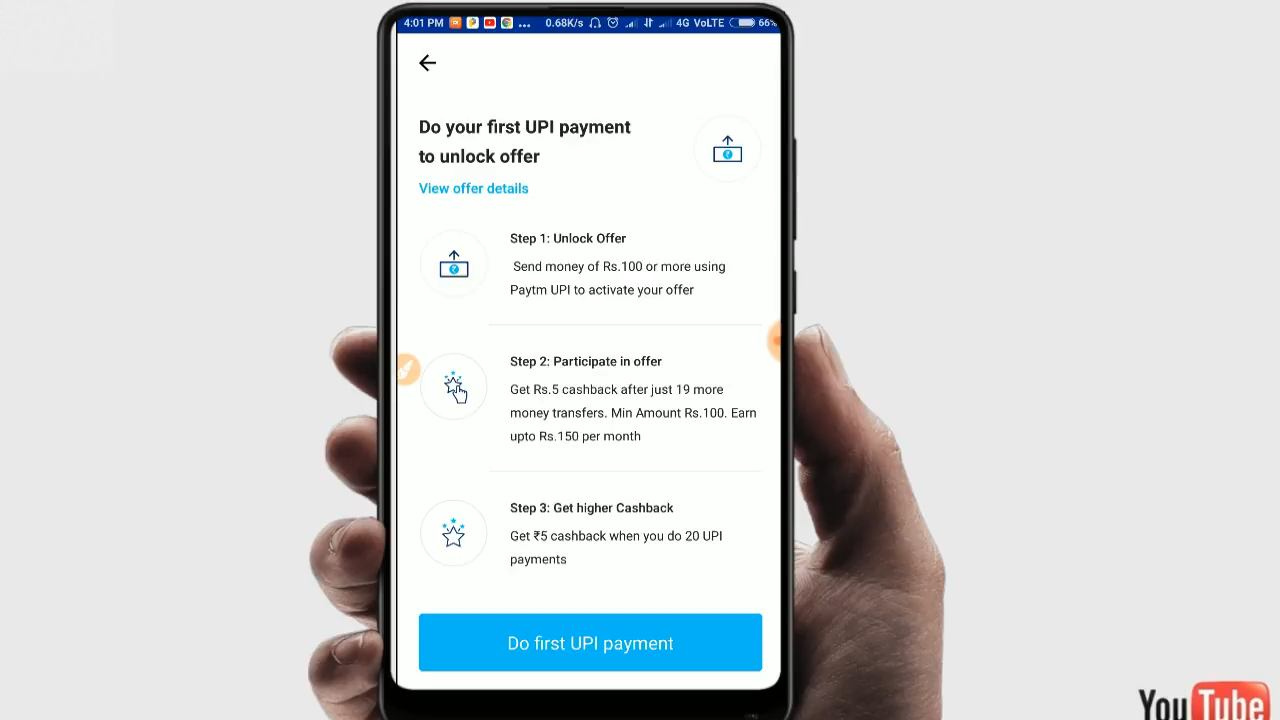 4:01 PM ... 0.68K/s 4G VoLTE 66%
Do your first UPI payment
to unlock offer
View offer details
Step 1: Unlock Offer
Send money of Rs.100 or more using
Paytm UPI to activate your offer
Step 2: Participate in offer
Get Rs.5 cashback after just 19 more
money transfers. Min Amount Rs.100. Earn
upto Rs.150 per month
Step 3: Get higher Cashback
Get ₹5 cashback when you do 20 UPI
payments
Do first UPI payment
YouTube